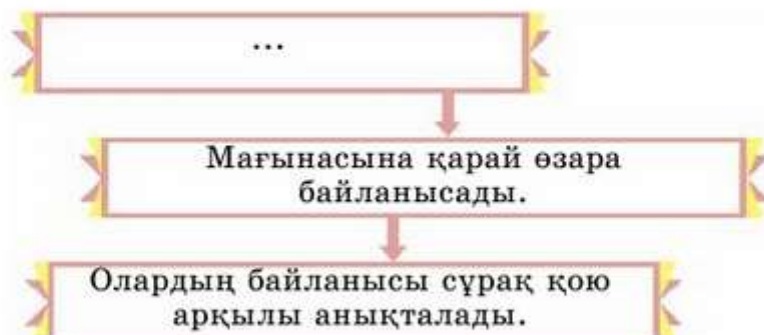 ...
Мағынасына қарай өзара
байланысады.
Олардың байланысы сұрақ қою
арқылы анықталады.